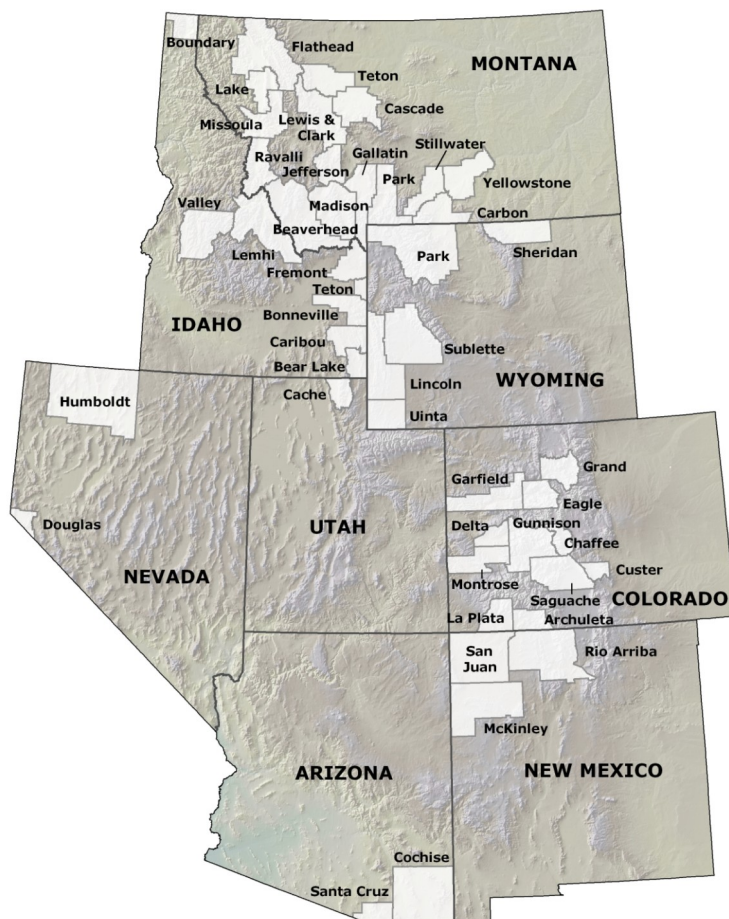 Boundary
Flathead
Teton
MONTANA
Lake
Cascade
Missoula
Lewis &
Clark
Stillwater
Gallatin
Ravalli
Jefferson
Park
Yellowstone
Valley
Madison
Carbon
Beaverhead
Lemhi
Park
Sheridan
Fremont
Teton
Bonneville
IDAHO
Caribou
Sublette
Bear Lake
WYOMING
Lincoln
Cache
Humboldt
Uinta
Garfield
Grand
Eagle
Douglas
UTAH
Delta
Gunnison
Chaffee
NEVADA
Montrose
Custer
Saguache
COLORADO
La Plata
Archuleta
San
Juan
Rio Arriba
McKinley
ARIZONA
NEW MEXICO
Cochise
Santa Cruz